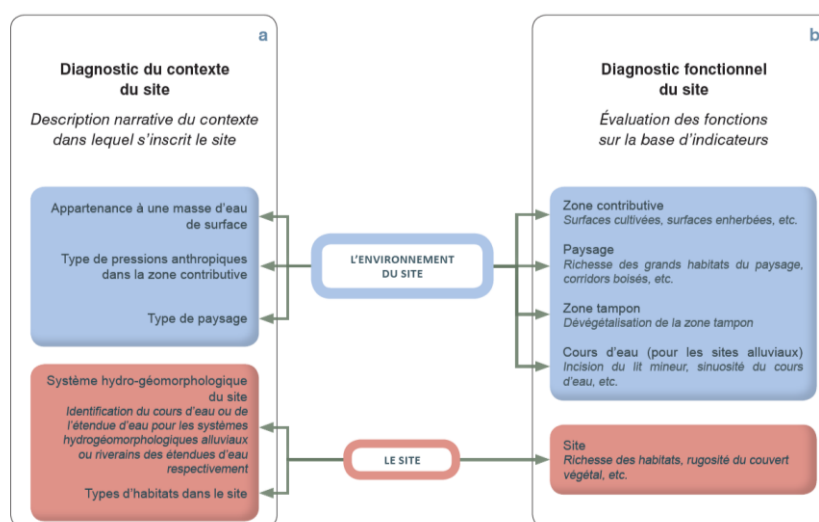 a
Diagnostic du contexte
du site
Description narrative du contexte
dans lequel s'inscrit le site
Appartenance à une masse d'eau
de surface
Type de pressions anthropiques
dans la zone contributive
Type de paysage
Système hydro-géomorphologique
du site
Identification du cours d'eau ou de
l'étendue d'eau pour les systèmes
hydrogéomorphologiques alluviaux
ou riverains des étendues d'eau
respectivement
Types d'habitats dans le site
L'ENVIRONNEMENT
DU SITE
LE SITE
b
Diagnostic fonctionnel
du site
Évaluation des fonctions
sur la base d'indicateurs
Zone contributive
Surfaces cultivées, surfaces enherbées, etc.
Paysage
Richesse des grands habitats du paysage,
corridors boisés, etc.
Zone tampon
Dévégétalisation de la zone tampon
Cours d'eau (pour les sites alluviaux)
Incision du lit mineur, sinuosité du cours
d'eau, etc.
Site
Richesse des habitats, rugosité du couvert
végétal, etc.